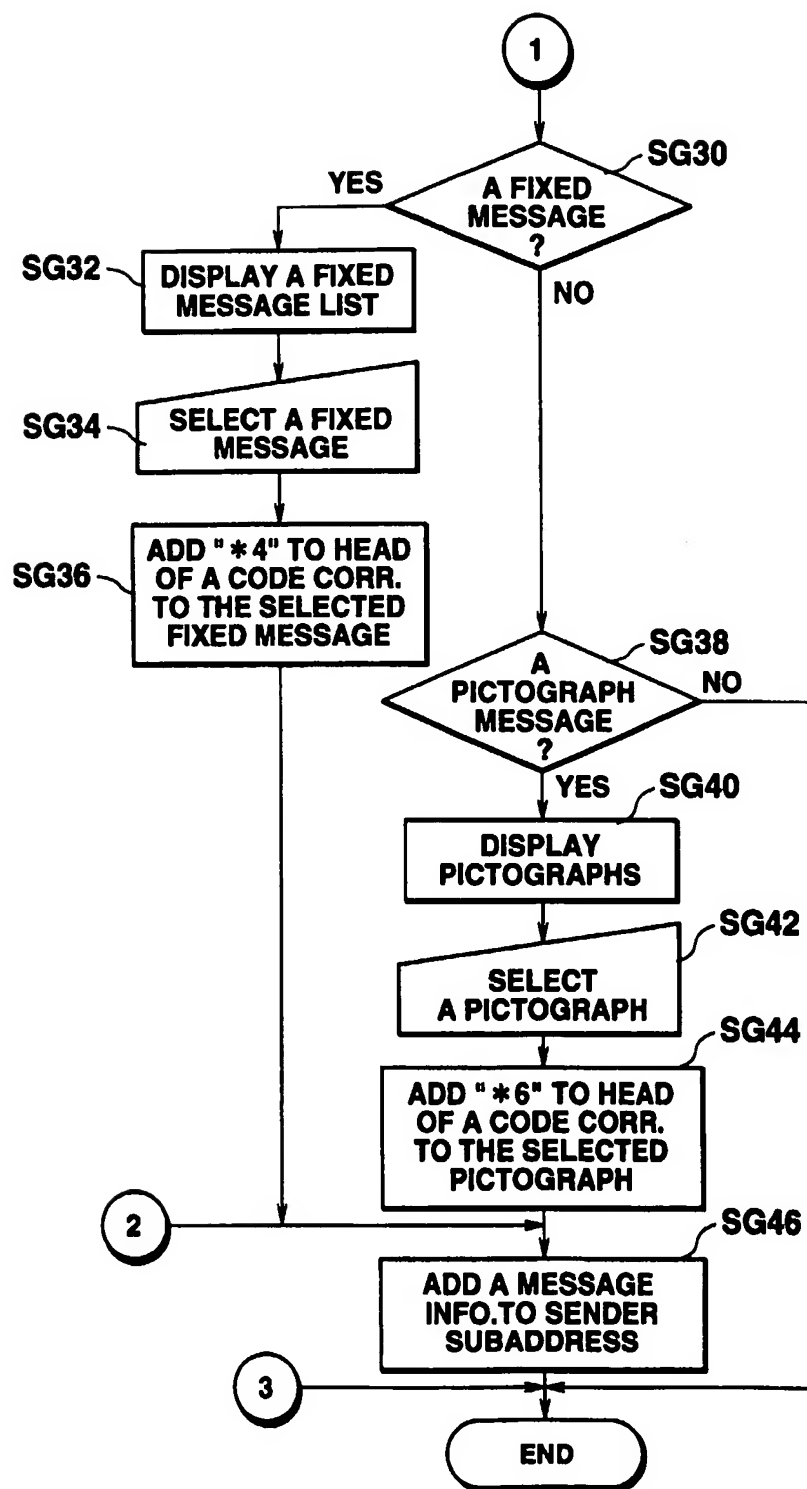 1
SG30
YES
A FIXED
MESSAGE
?
SG32
DISPLAY A FIXED
MESSAGE LIST
NO
SG34
SELECT A FIXED
MESSAGE
SG36
ADD "*4" TO HEAD
OF A CODE CORR.
TO THE SELECTED
FIXED MESSAGE
SG38
A
PICTOGRAPH
MESSAGE
?
NO
YES
SG40
DISPLAY
PICTOGRAPHS
SG42
SELECT
A PICTOGRAPH
SG44
ADD "*6" TO HEAD
OF A CODE CORR.
TO THE SELECTED
PICTOGRAPH
2
SG46
ADD A MESSAGE
INFO.TO SENDER
SUBADDRESS
3
END